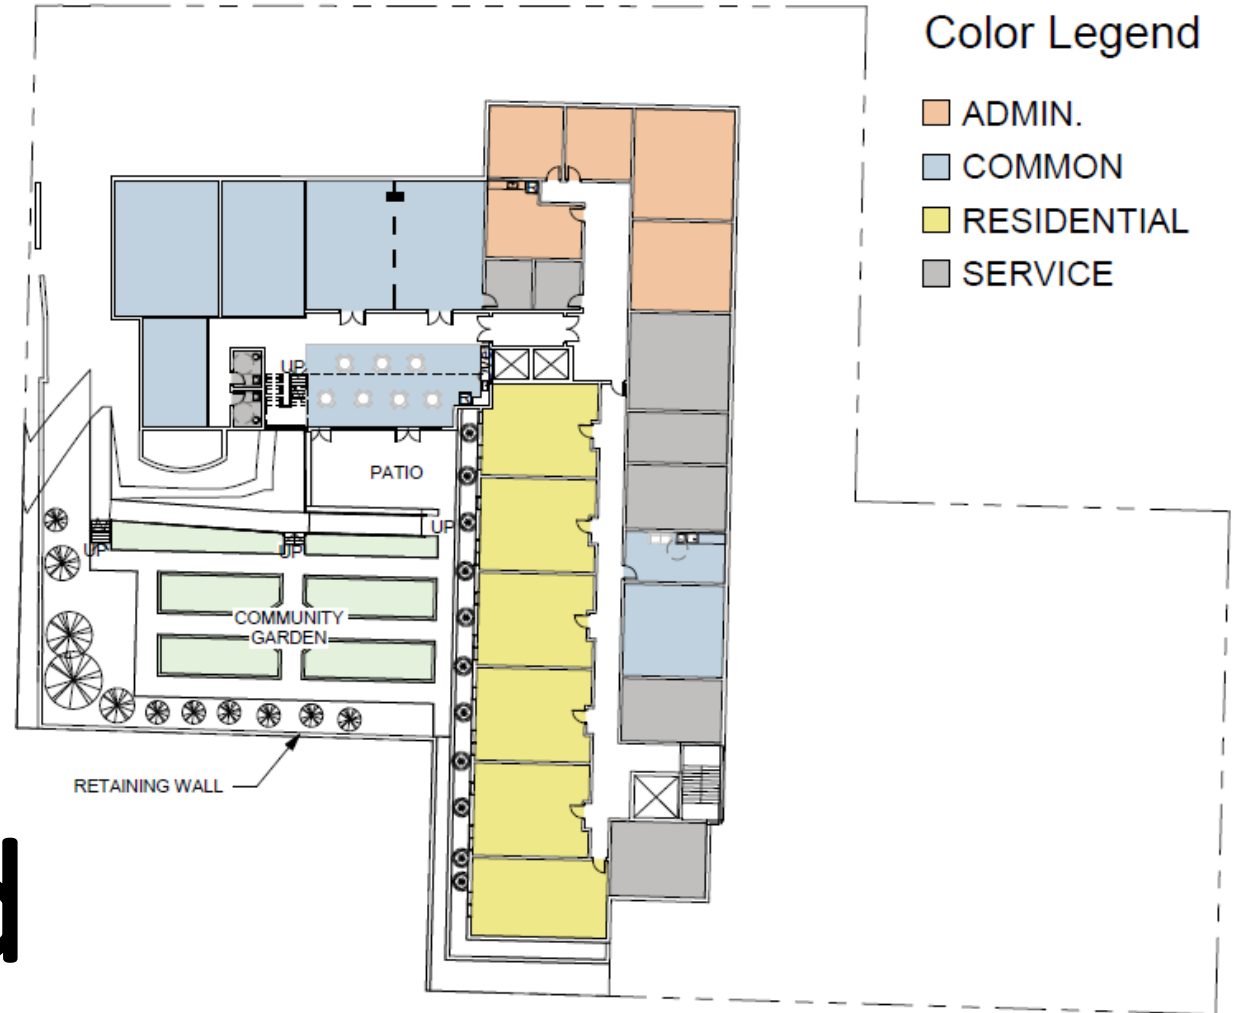 Color Legend
ADMIN.
COMMON
RESIDENTIAL
SERVICE
UP
PATIO
UP
UP
UP
COMMUNITY
GARDEN
RETAINING WALL
d